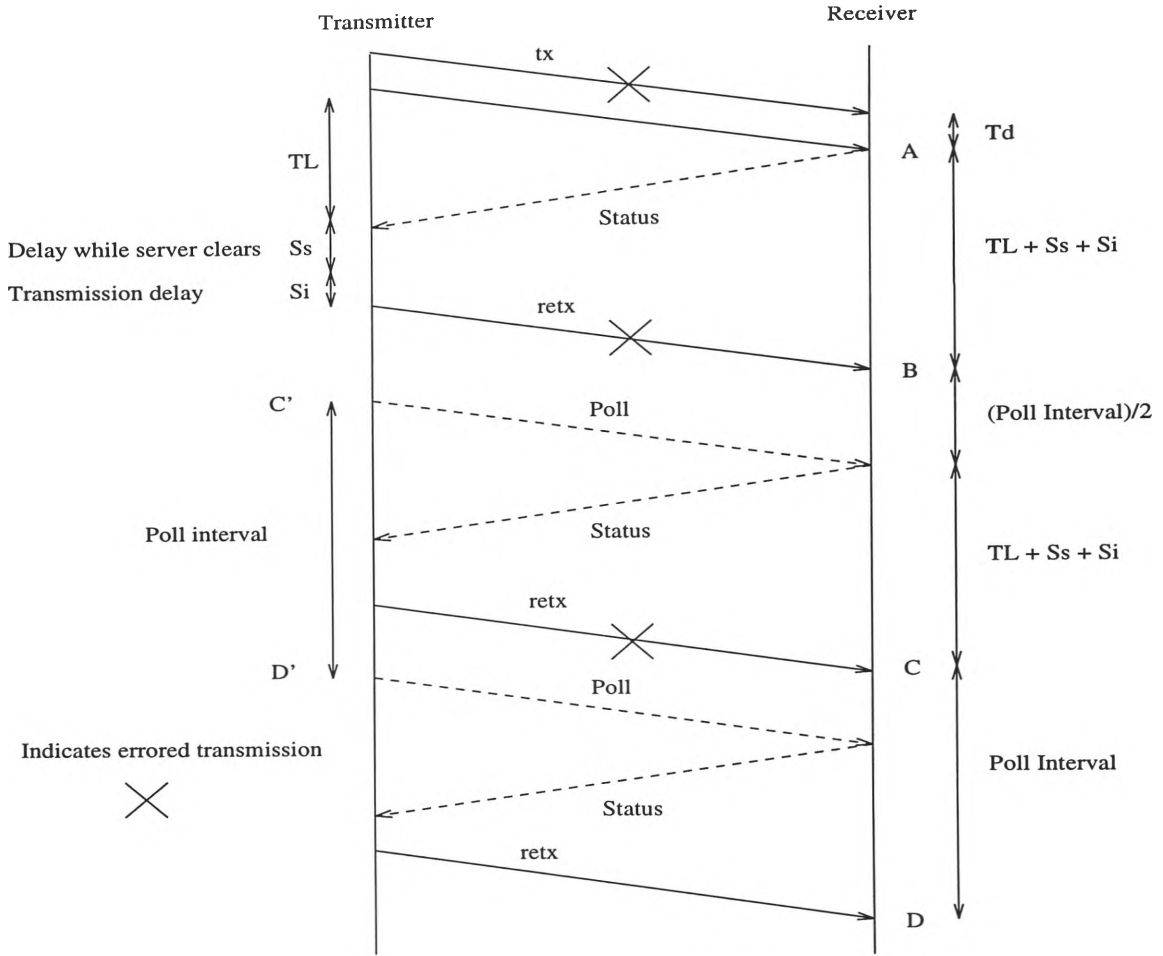 Transmitter
Receiver
tx
Td
A
TL
Status
Delay while server clears
Ss
TL + Ss + Si
Transmission delay
Si
retx
B
C'
Poll
(Poll Interval)/2
Poll interval
Status
TL + Ss + Si
retx
D'
Poll
C
Indicates errored transmission
Poll Interval
Status
retx
D